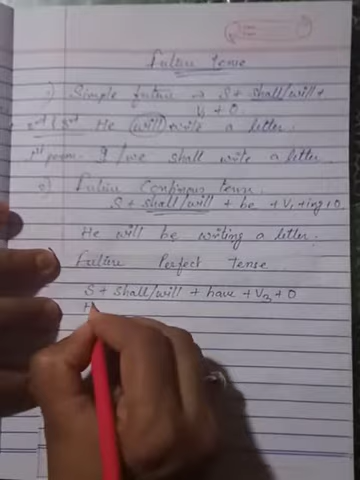 Future Tense
1) Simple future → S + shall/will +
V1 + O.
2nd & 3rd He will write a letter.
1st person - I/we shall write a letter.
2) Future Continuous tense.
S + shall/will + be + V1 + ing + O.
He will be writing a letter.
Future Perfect Tense.
S + shall/will + have + V3 + O
H